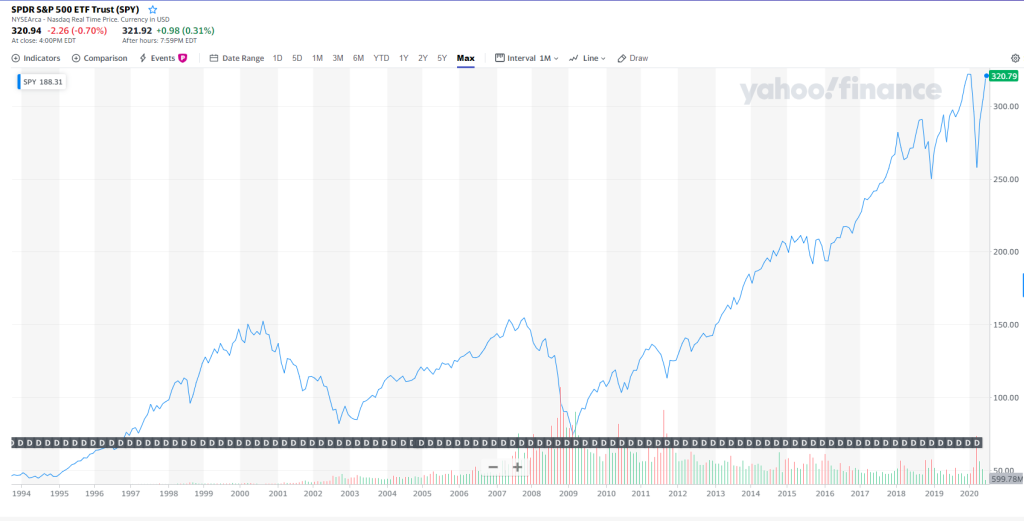 SPDR S&P 500 ETF Trust (SPY)
NYSEArca - Nasdaq Real Time Price. Currency in USD
320.94 -2.26 (-0.70%) 321.92 +0.98 (0.31%)
At close: 4:00PM EDT After hours: 7:59PM EDT
Indicators Comparison Events P Date Range 1D 5D 1M 3M 6M YTD 1Y 2Y 5Y Max Interval 1M Line Draw
SPY 188.31
yahoo!finance
320.79
300.00
250.00
200.00
150.00
100.00
D D D D D D D D D D D D D D D D D D D D D D D D D D D D D D D D D D D D D D D D D D D D D D D D D D D D D D D D D D D D D D D D D D D D D D D D D D D D D D D D D D D D D D D D D D D D D D D D D D D D D D D D D D
50.00
599.78M
1994 1995 1996 1997 1998 1999 2000 2001 2002 2003 2004 2005 2006 2007 2008 2009 2010 2011 2012 2013 2014 2015 2016 2017 2018 2019 2020